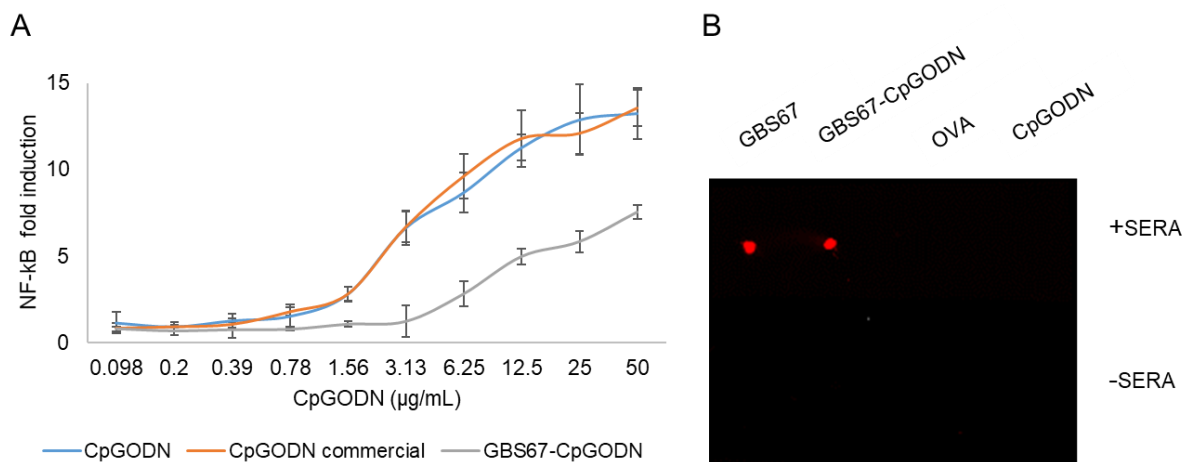 A
NF-kB fold induction
15
10
5
0
0.098 0.2 0.39 0.78 1.56 3.13 6.25 12.5 25 50
CpGODN (µg/mL)
CpGODN CpGODN commercial GBS67-CpGODN
B
GBS67 GBS67-CpGODN OVA CpGODN
+SERA
-SERA